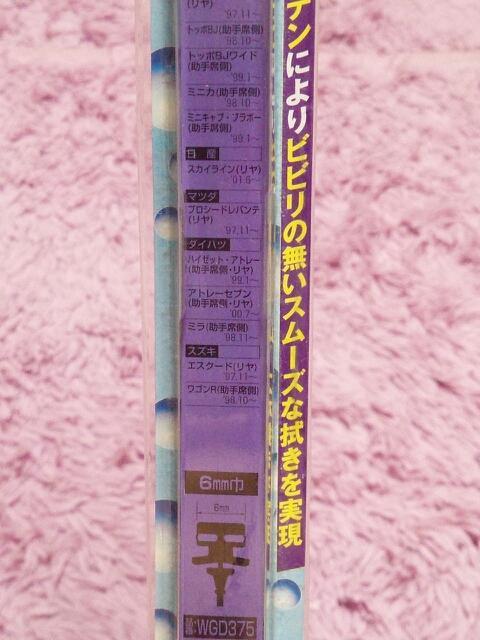 (リヤ)
'97.11～
トッポBJ(助手席側)
'98.10～
トッポBJワイド
(助手席側)
'99.1～
ミニカ(助手席側)
'98.10～
ミニキャブ・ブラボー
(助手席側)
'99.1～
日産
スカイライン(リヤ)
'01.6～
マツダ
プロシードレバンテ
(リヤ)
'97.11～
ダイハツ
ハイゼット・アトレー
(助手席側・リヤ)
'99.1～
アトレーセブン
(助手席側・リヤ)
'00.7～
ミラ(助手席側)
'98.11～
スズキ
エスクード(リヤ)
'97.11～
ワゴンR(助手席側)
'98.10～
6mm巾
6mm
品番:WGD375
テンによりビビリの無いスムーズな拭きを実現